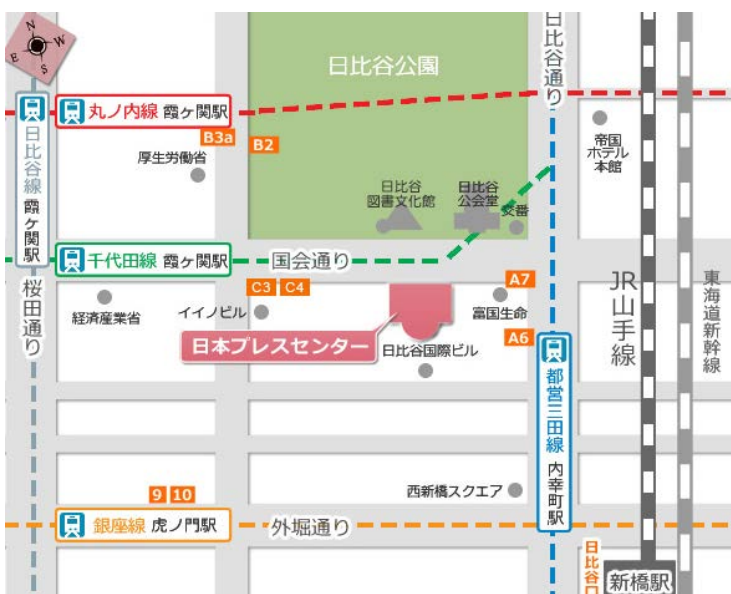 N
W
E
S
日比谷公園
日比谷通り
丸ノ内線 霞ヶ関駅
B3a
B2
厚生労働省
帝国
ホテル
本館
日比谷線 霞ヶ関駅
日比谷
図書文化館
日比谷
公会堂
交番
千代田線 霞ヶ関駅
国会通り
C3
C4
A7
経済産業省
イイノビル
富国生命
桜田通り
日本プレスセンター
A6
日比谷国際ビル
JR山手線
東海道新幹線
都営三田線 内幸町駅
9
10
西新橋スクエア
銀座線 虎ノ門駅
外堀通り
日比谷口
新橋駅